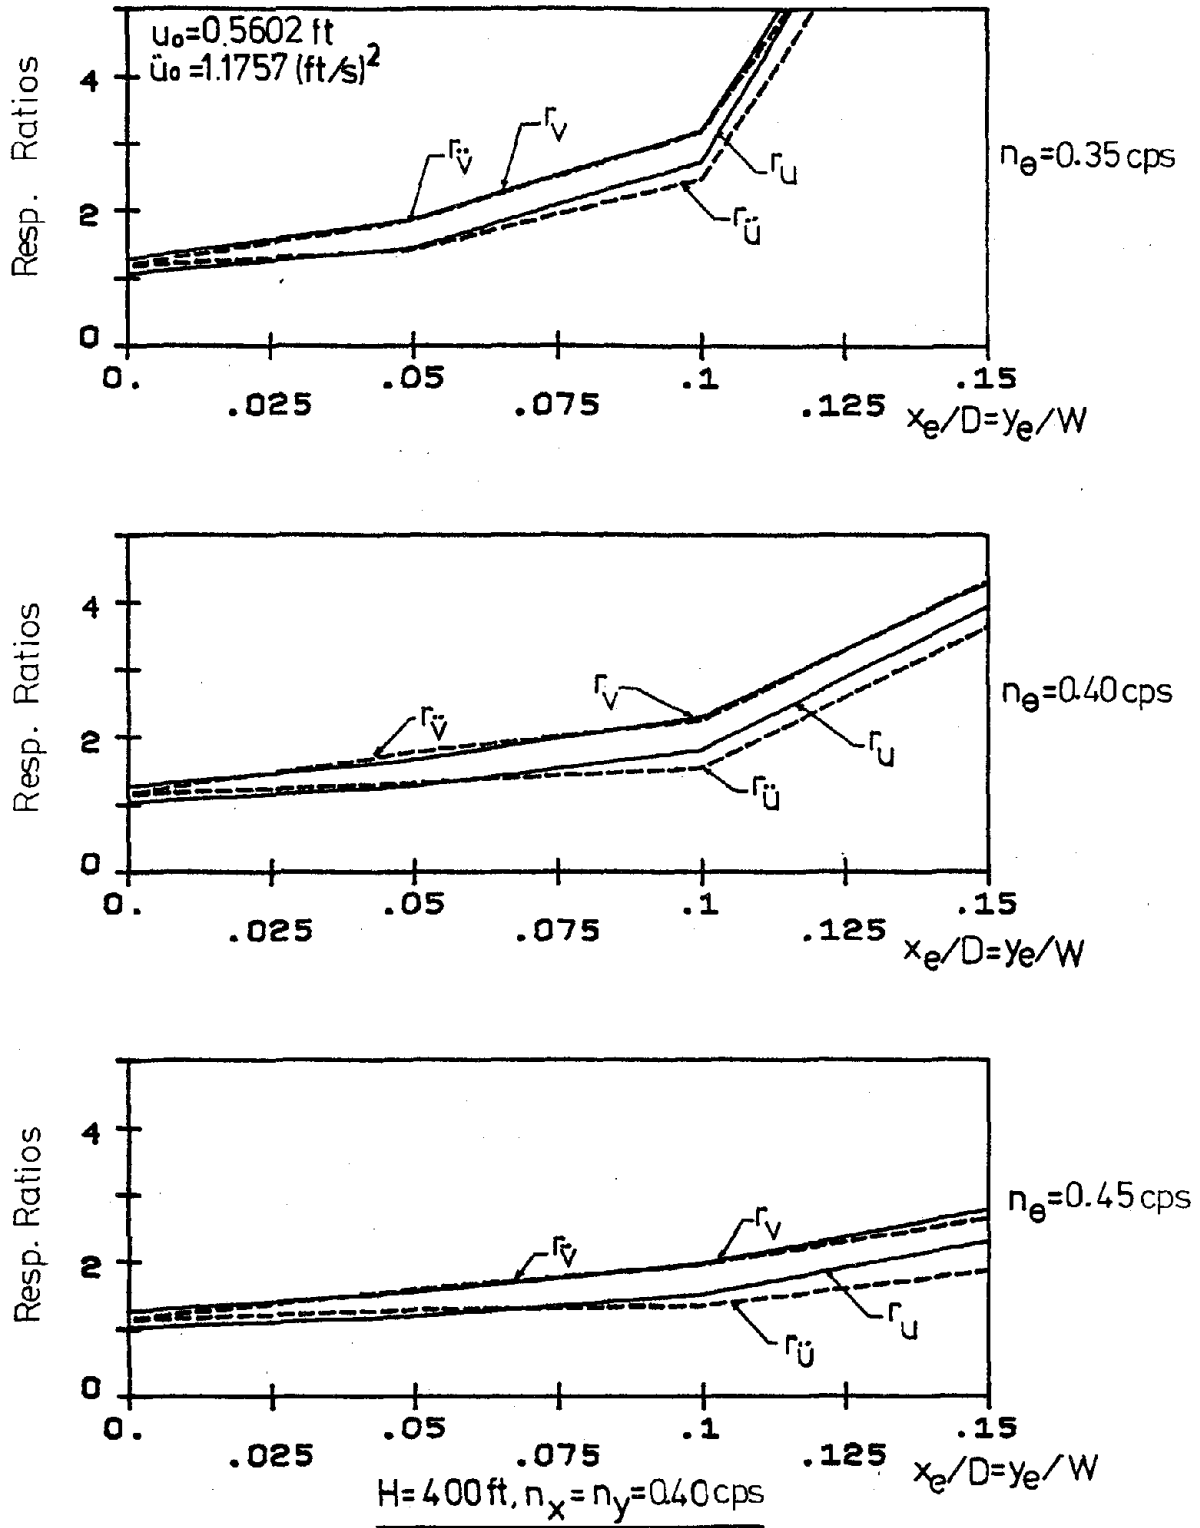 u₀=0.5602 ft
ü₀=1.1757 (ft/s)²
Resp. Ratios
4
2
0
r_v̈
r_v
r_u
r_ü
n_θ=0.35 cps
0. .025 .05 .075 .1 .125 .15
x_e/D=y_e/W
Resp. Ratios
4
2
0
r_v̈
r_v
r_u
r_ü
n_θ=0.40 cps
0. .025 .05 .075 .1 .125 .15
x_e/D=y_e/W
Resp. Ratios
4
2
0
r_v̈
r_v
r_u
r_ü
n_θ=0.45 cps
0. .025 .05 .075 .1 .125 .15
x_e/D=y_e/W
H=400 ft, n_x=n_y=0.40 cps